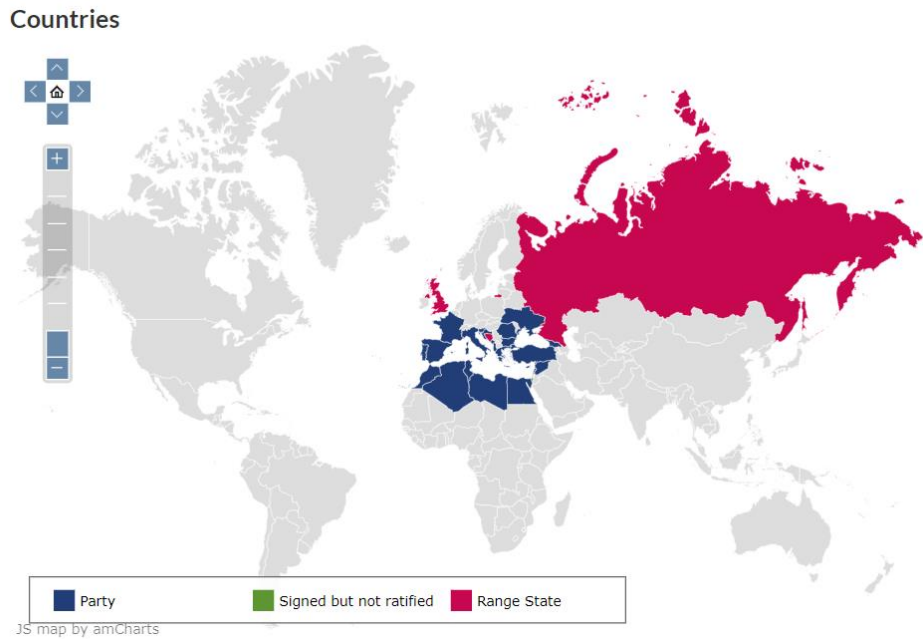 Countries
+
−
Party
Signed but not ratified
Range State
JS map by amCharts